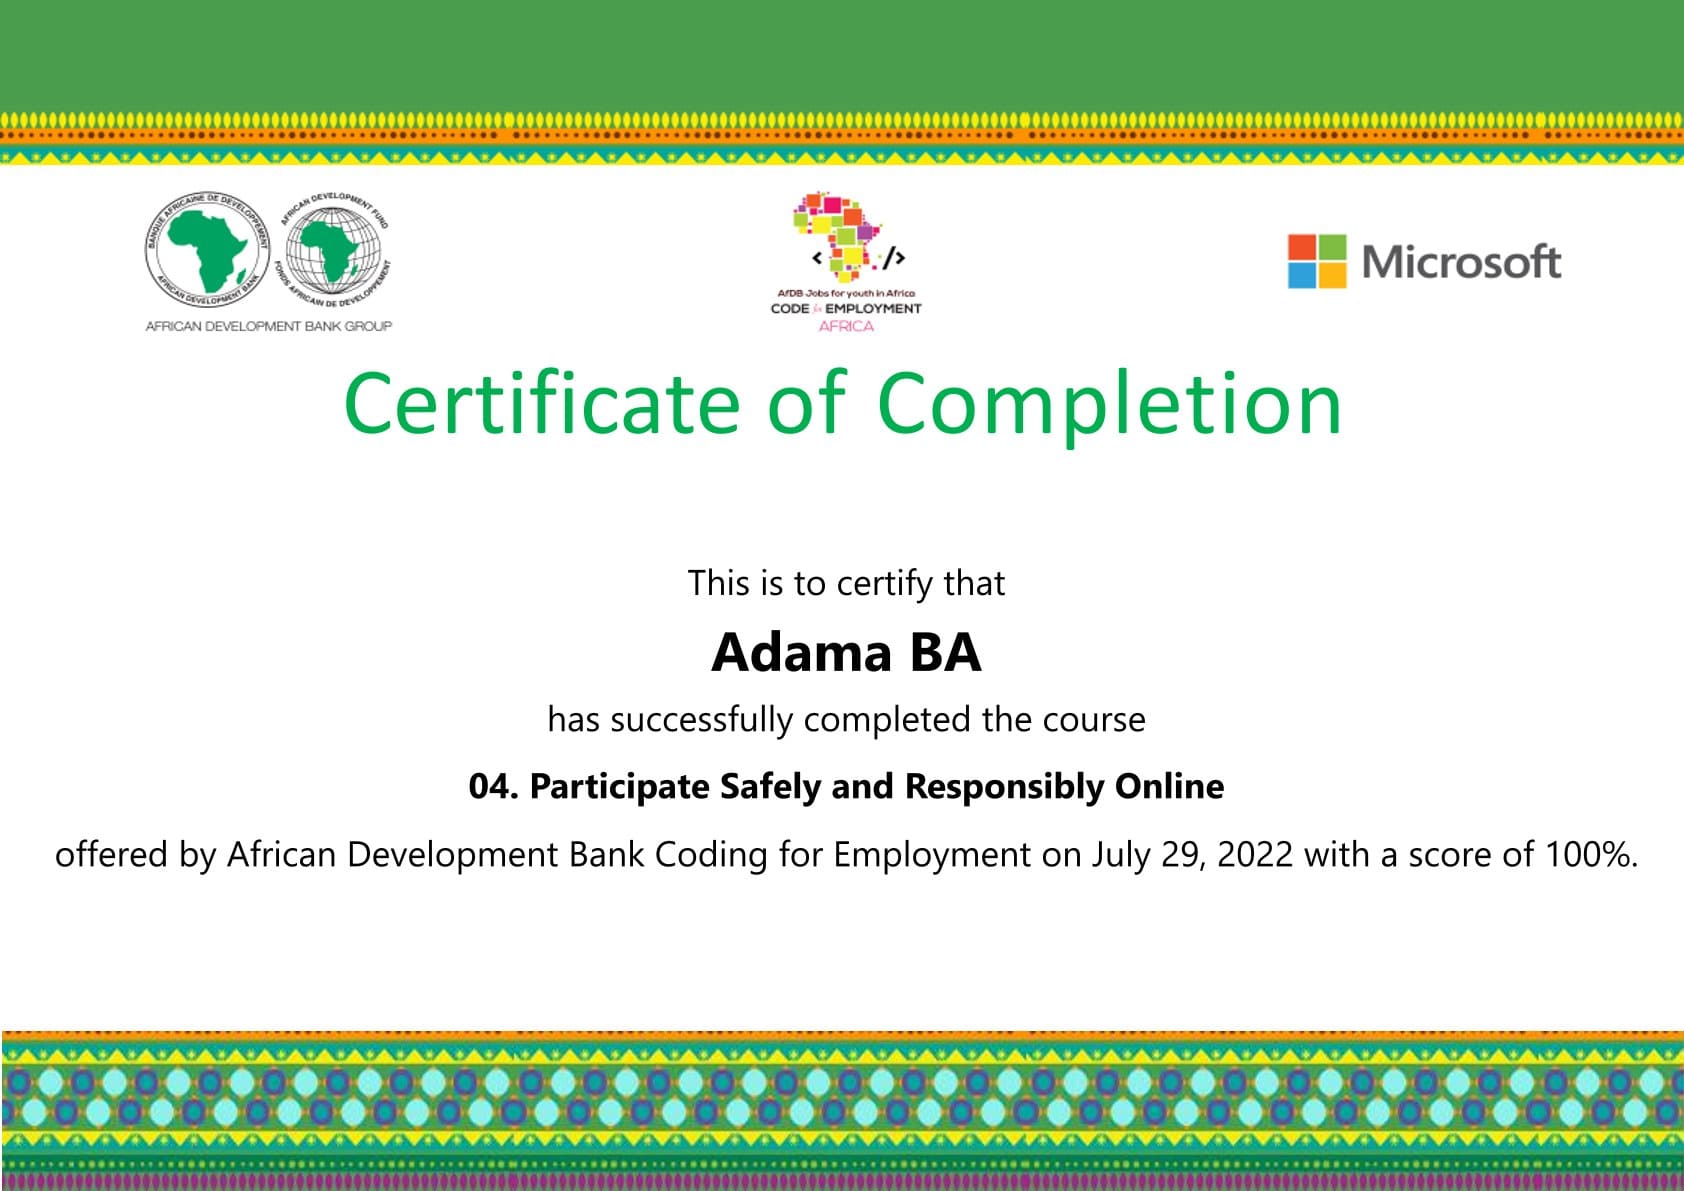 BANQUE AFRICAINE DE DEVELOPPEMENT
AFRICAN DEVELOPMENT BANK
AFRICAN DEVELOPMENT FUND
FONDS AFRICAIN DE DEVELOPPEMENT
AFRICAN DEVELOPMENT BANK GROUP
< />
AfDB Jobs for youth in Africa
CODE for EMPLOYMENT
AFRICA
Microsoft
Certificate of Completion
This is to certify that
Adama BA
has successfully completed the course
04. Participate Safely and Responsibly Online
offered by African Development Bank Coding for Employment on July 29, 2022 with a score of 100%.